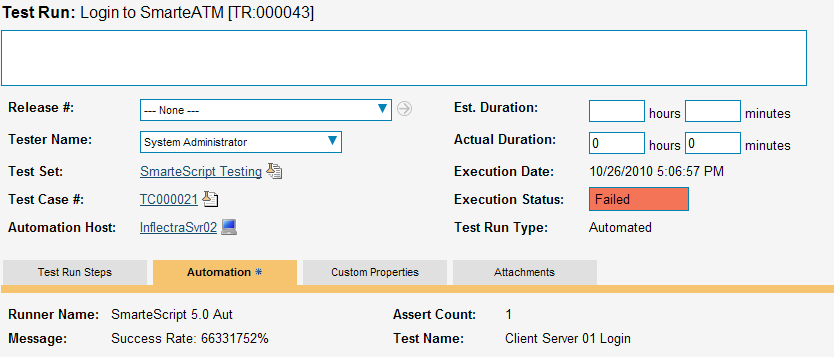 Test Run: Login to SmarteATM [TR:000043]
Release #: --- None --- Est. Duration: hours minutes
Tester Name: System Administrator Actual Duration: 0 hours 0 minutes
Test Set: SmarteScript Testing Execution Date: 10/26/2010 5:06:57 PM
Test Case #: TC000021 Execution Status: Failed
Automation Host: InflectraSvr02 Test Run Type: Automated
Test Run Steps Automation * Custom Properties Attachments
Runner Name: SmarteScript 5.0 Aut Assert Count: 1
Message: Success Rate: 66331752% Test Name: Client Server 01 Login